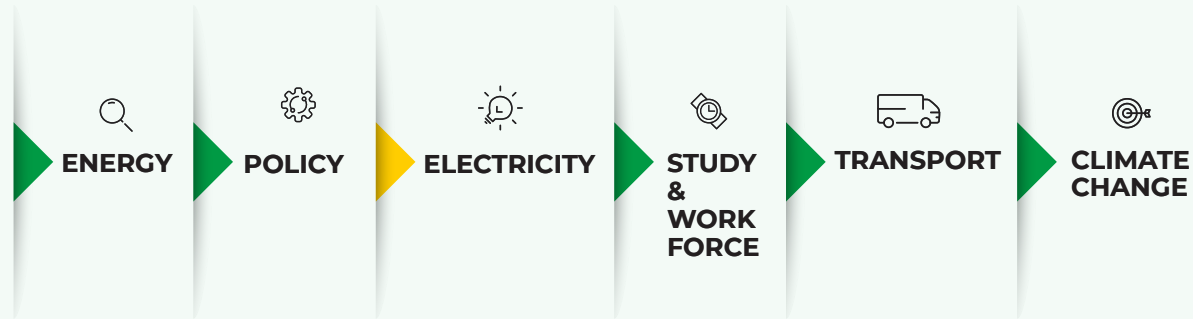 ENERGY
POLICY
ELECTRICITY
STUDY
&
WORK
FORCE
TRANSPORT
CLIMATE
CHANGE